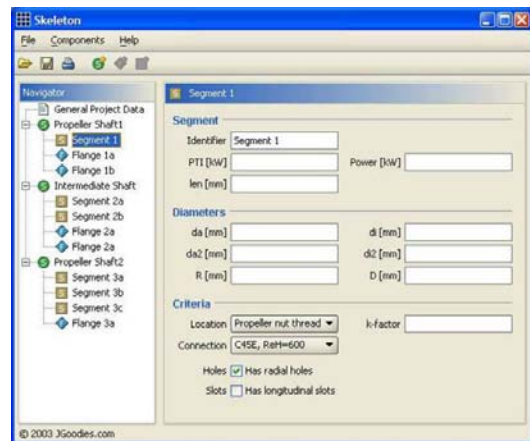 Skeleton
File Components Help
Navigator
General Project Data
Propeller Shaft1
Segment 1
Flange 1a
Flange 1b
Intermediate Shaft
Segment 2a
Segment 2b
Flange 2a
Flange 2a
Propeller Shaft2
Segment 3a
Segment 3b
Segment 3c
Flange 3a
Segment 1
Segment
Identifier Segment 1
PTI [kW] Power [kW]
len [mm]
Diameters
da [mm] di [mm]
da2 [mm] di2 [mm]
R [mm] D [mm]
Criteria
Location Propeller nut thread k-factor
Connection C45E, ReH=600
Holes Has radial holes
Slots Has longitudinal slots
© 2003 JGoodies.com